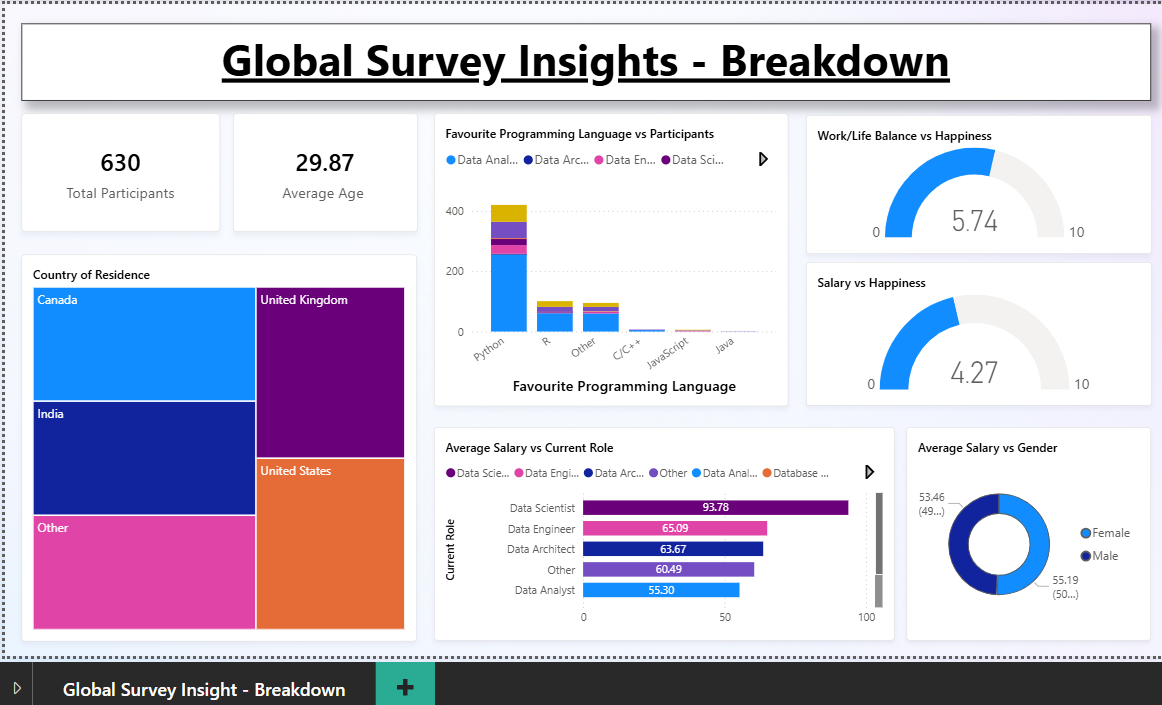 Global Survey Insights - Breakdown
630
Total Participants
29.87
Average Age
Country of Residence
Canada
United Kingdom
India
United States
Other
Favourite Programming Language vs Participants
Data Anal... Data Arc... Data En... Data Sci...
400
200
0
Python R Other C/C++ JavaScript Java
Favourite Programming Language
Work/Life Balance vs Happiness
5.74
0 10
Salary vs Happiness
4.27
0 10
Average Salary vs Current Role
Data Scie... Data Engi... Data Arc... Other Data Anal... Database ...
Current Role
Data Scientist 93.78
Data Engineer 65.09
Data Architect 63.67
Other 60.49
Data Analyst 55.30
0 50 100
Average Salary vs Gender
53.46
(49...)
Female
Male
55.19
(50...)
Global Survey Insight - Breakdown